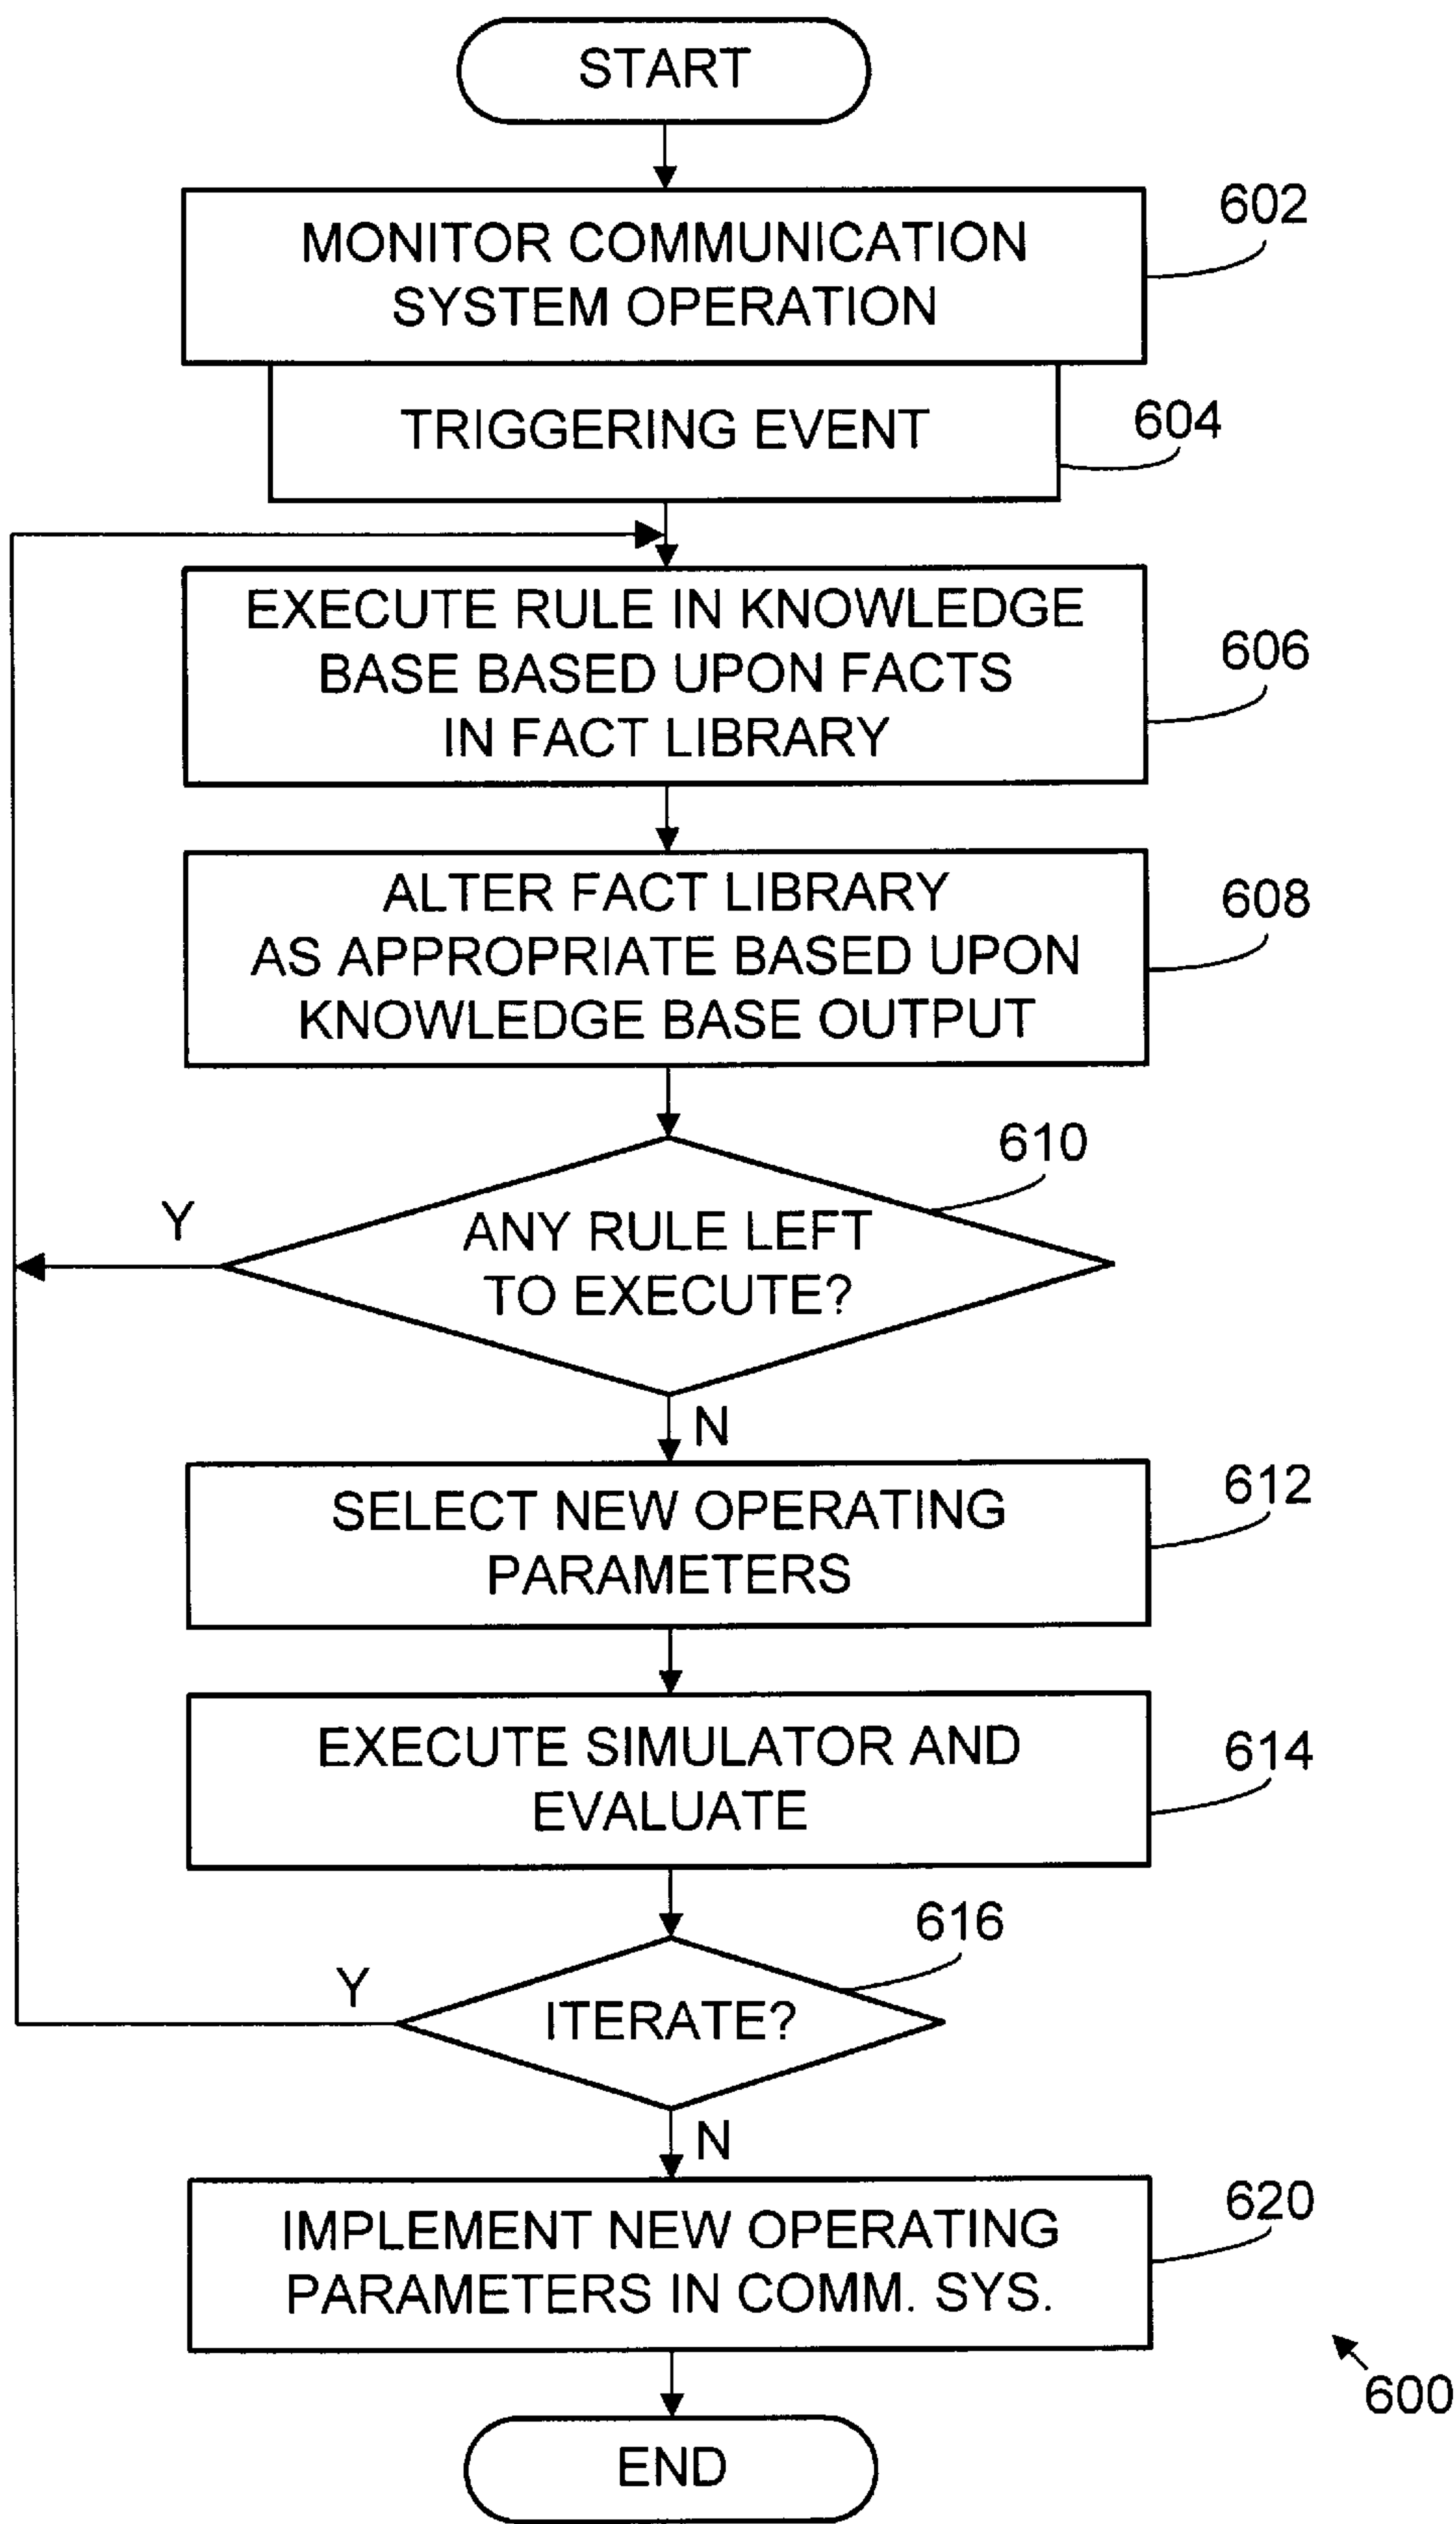 START
602
MONITOR COMMUNICATION
SYSTEM OPERATION
TRIGGERING EVENT
604
EXECUTE RULE IN KNOWLEDGE
BASE BASED UPON FACTS
IN FACT LIBRARY
606
ALTER FACT LIBRARY
AS APPROPRIATE BASED UPON
KNOWLEDGE BASE OUTPUT
608
610
Y
ANY RULE LEFT
TO EXECUTE?
N
612
SELECT NEW OPERATING
PARAMETERS
EXECUTE SIMULATOR AND
EVALUATE
614
616
Y
ITERATE?
N
620
IMPLEMENT NEW OPERATING
PARAMETERS IN COMM. SYS.
600
END